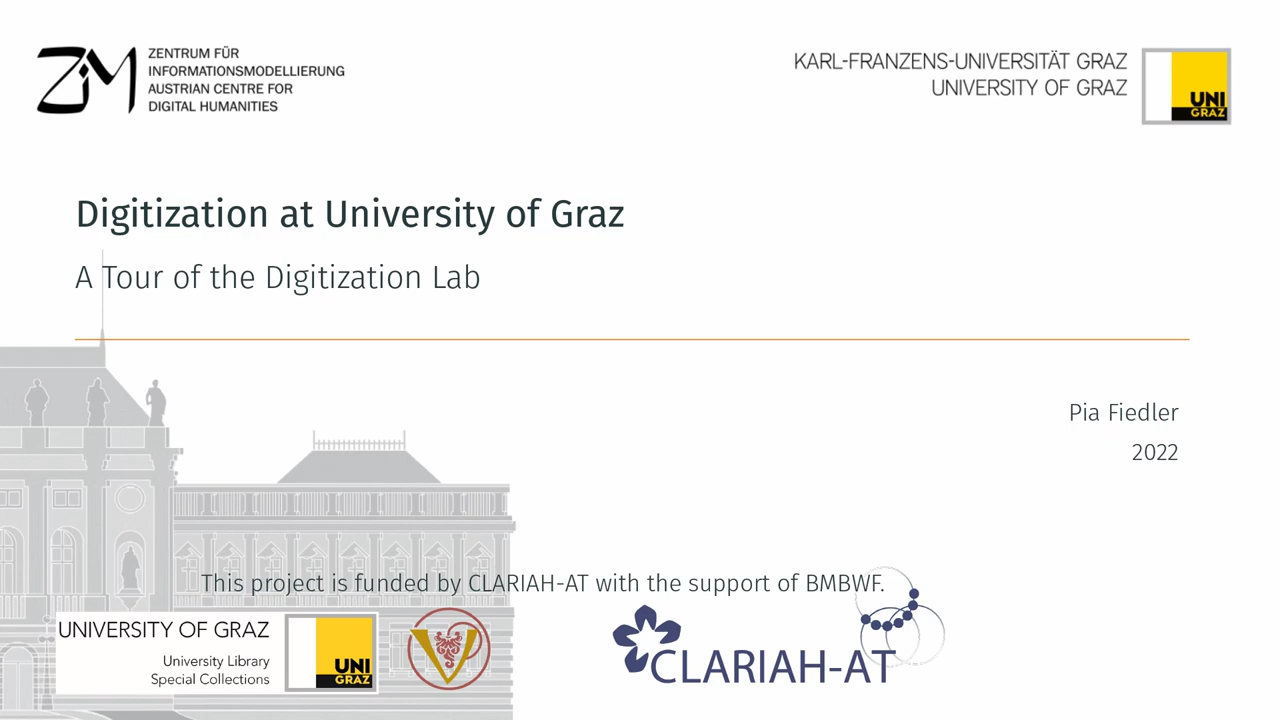 ZiM
ZENTRUM FÜR
INFORMATIONSMODELLIERUNG
AUSTRIAN CENTRE FOR
DIGITAL HUMANITIES
KARL-FRANZENS-UNIVERSITÄT GRAZ
UNIVERSITY OF GRAZ
UNI
GRAZ
Digitization at University of Graz
A Tour of the Digitization Lab
Pia Fiedler
2022
This project is funded by CLARIAH-AT with the support of BMBWF.
UNIVERSITY OF GRAZ
University Library
Special Collections
UNI
GRAZ
V
CLARIAH-AT